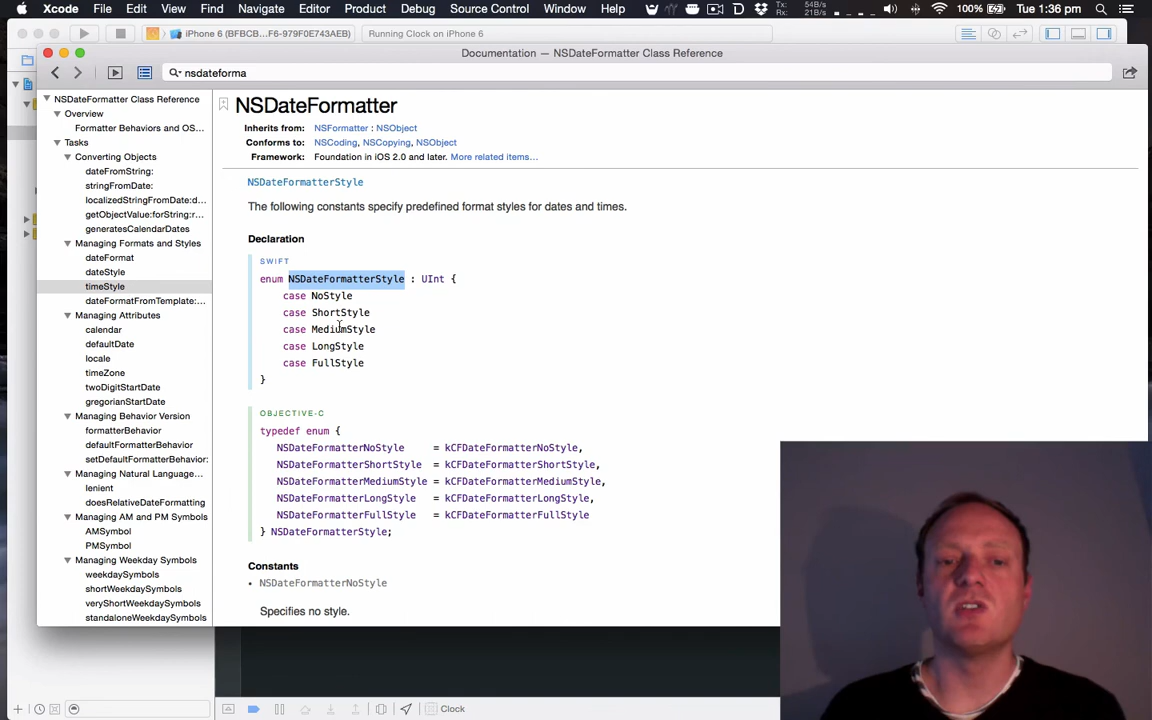 Xcode File Edit View Find Navigate Editor Product Debug Source Control Window Help Tx: 54B/s 100% Tue 1:36 pm
Rx: 21B/s
iPhone 6 (BFBCB...F6-979F0E743AEB) Running Clock on iPhone 6
Documentation — NSDateFormatter Class Reference
nsdateforma
NSDateFormatter Class Reference
Overview
Formatter Behaviors and OS...
Tasks
Converting Objects
dateFromString:
stringFromDate:
localizedStringFromDate:d...
getObjectValue:forString:r...
generatesCalendarDates
Managing Formats and Styles
dateFormat
dateStyle
timeStyle
dateFormatFromTemplate:...
Managing Attributes
calendar
defaultDate
locale
timeZone
twoDigitStartDate
gregorianStartDate
Managing Behavior Version
formatterBehavior
defaultFormatterBehavior
setDefaultFormatterBehavior:
Managing Natural Language...
lenient
doesRelativeDateFormatting
Managing AM and PM Symbols
AMSymbol
PMSymbol
Managing Weekday Symbols
weekdaySymbols
shortWeekdaySymbols
veryShortWeekdaySymbols
standaloneWeekdaySymbols
NSDateFormatter
Inherits from: NSFormatter : NSObject
Conforms to: NSCoding, NSCopying, NSObject
Framework: Foundation in iOS 2.0 and later. More related items...
NSDateFormatterStyle
The following constants specify predefined format styles for dates and times.
Declaration
SWIFT
enum NSDateFormatterStyle : UInt {
case NoStyle
case ShortStyle
case MediumStyle
case LongStyle
case FullStyle
}
OBJECTIVE-C
typedef enum {
NSDateFormatterNoStyle = kCFDateFormatterNoStyle,
NSDateFormatterShortStyle = kCFDateFormatterShortStyle,
NSDateFormatterMediumStyle = kCFDateFormatterMediumStyle,
NSDateFormatterLongStyle = kCFDateFormatterLongStyle,
NSDateFormatterFullStyle = kCFDateFormatterFullStyle
} NSDateFormatterStyle;
Constants
• NSDateFormatterNoStyle
Specifies no style.
Clock